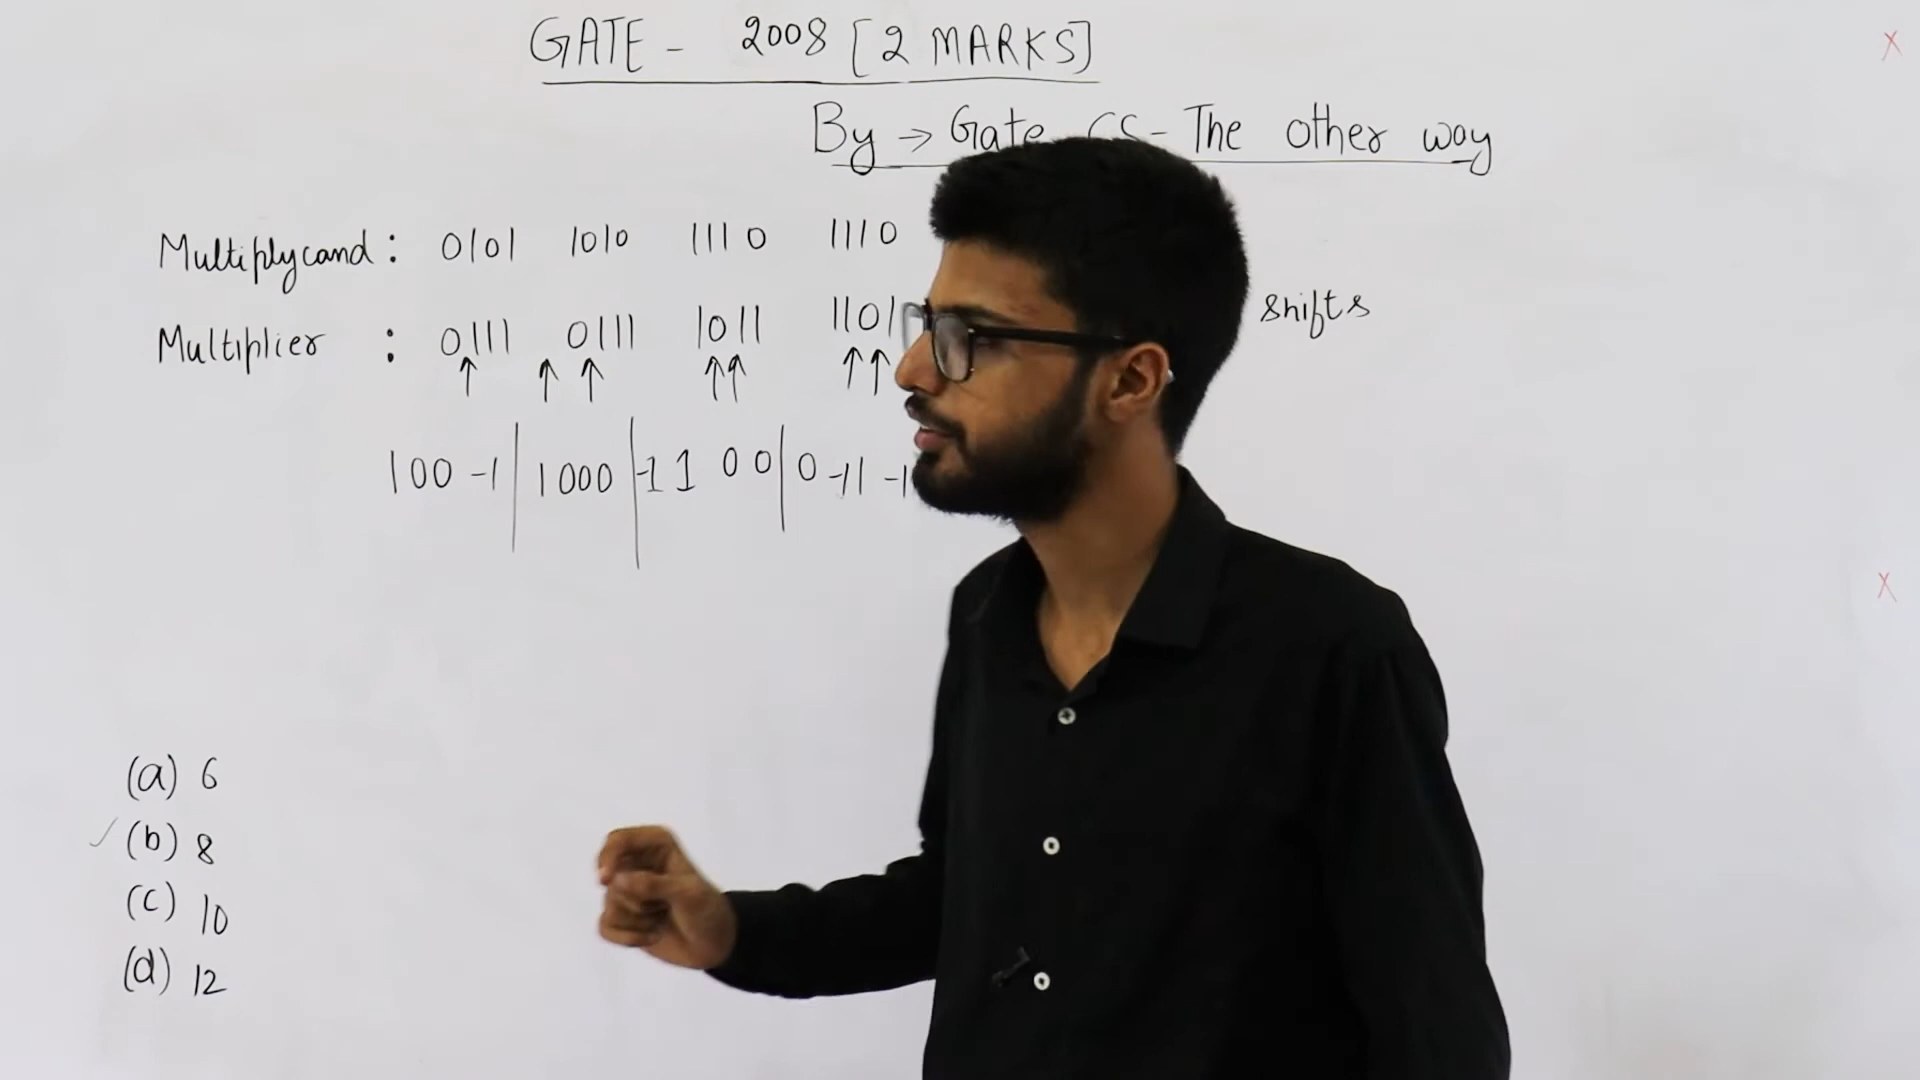 GATE - 2008 [2 MARKS]
By → Gate CS - The other way
Multiplycand : 0101 1010 1110 1110
shifts
Multiplier : 0111 0111 1011 1101
↑ ↑ ↑ ↑↑ ↑↑
100 -1 | 1000 | -1 1 0 0 | 0 -1 1 -1
(a) 6
✓ (b) 8
(c) 10
(d) 12
X
X